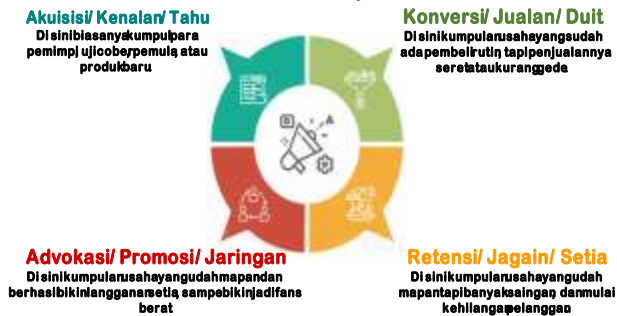 Akuisisi/ Kenalan/ Tahu
Di sini biasanya kumpul para
pemimpi, uji cober, pemula, atau
produk baru.
Konversi/ Jualan/ Duit
Di sini kumpulan usaha yang sudah
ada pembeli rutin, tapi penjualannya
seret atau kurang gede.
Advokasi/ Promosi/ Jaringan
Di sini kumpulan usaha yang udah mapan dan
berhasil bikin langganan setia, sampe bikin jadi fans
berat.
Retensi/ Jagain/ Setia
Di sini kumpulan usaha yang udah
mapan tapi banyak saingan, dan mulai
kehilangan pelanggan.